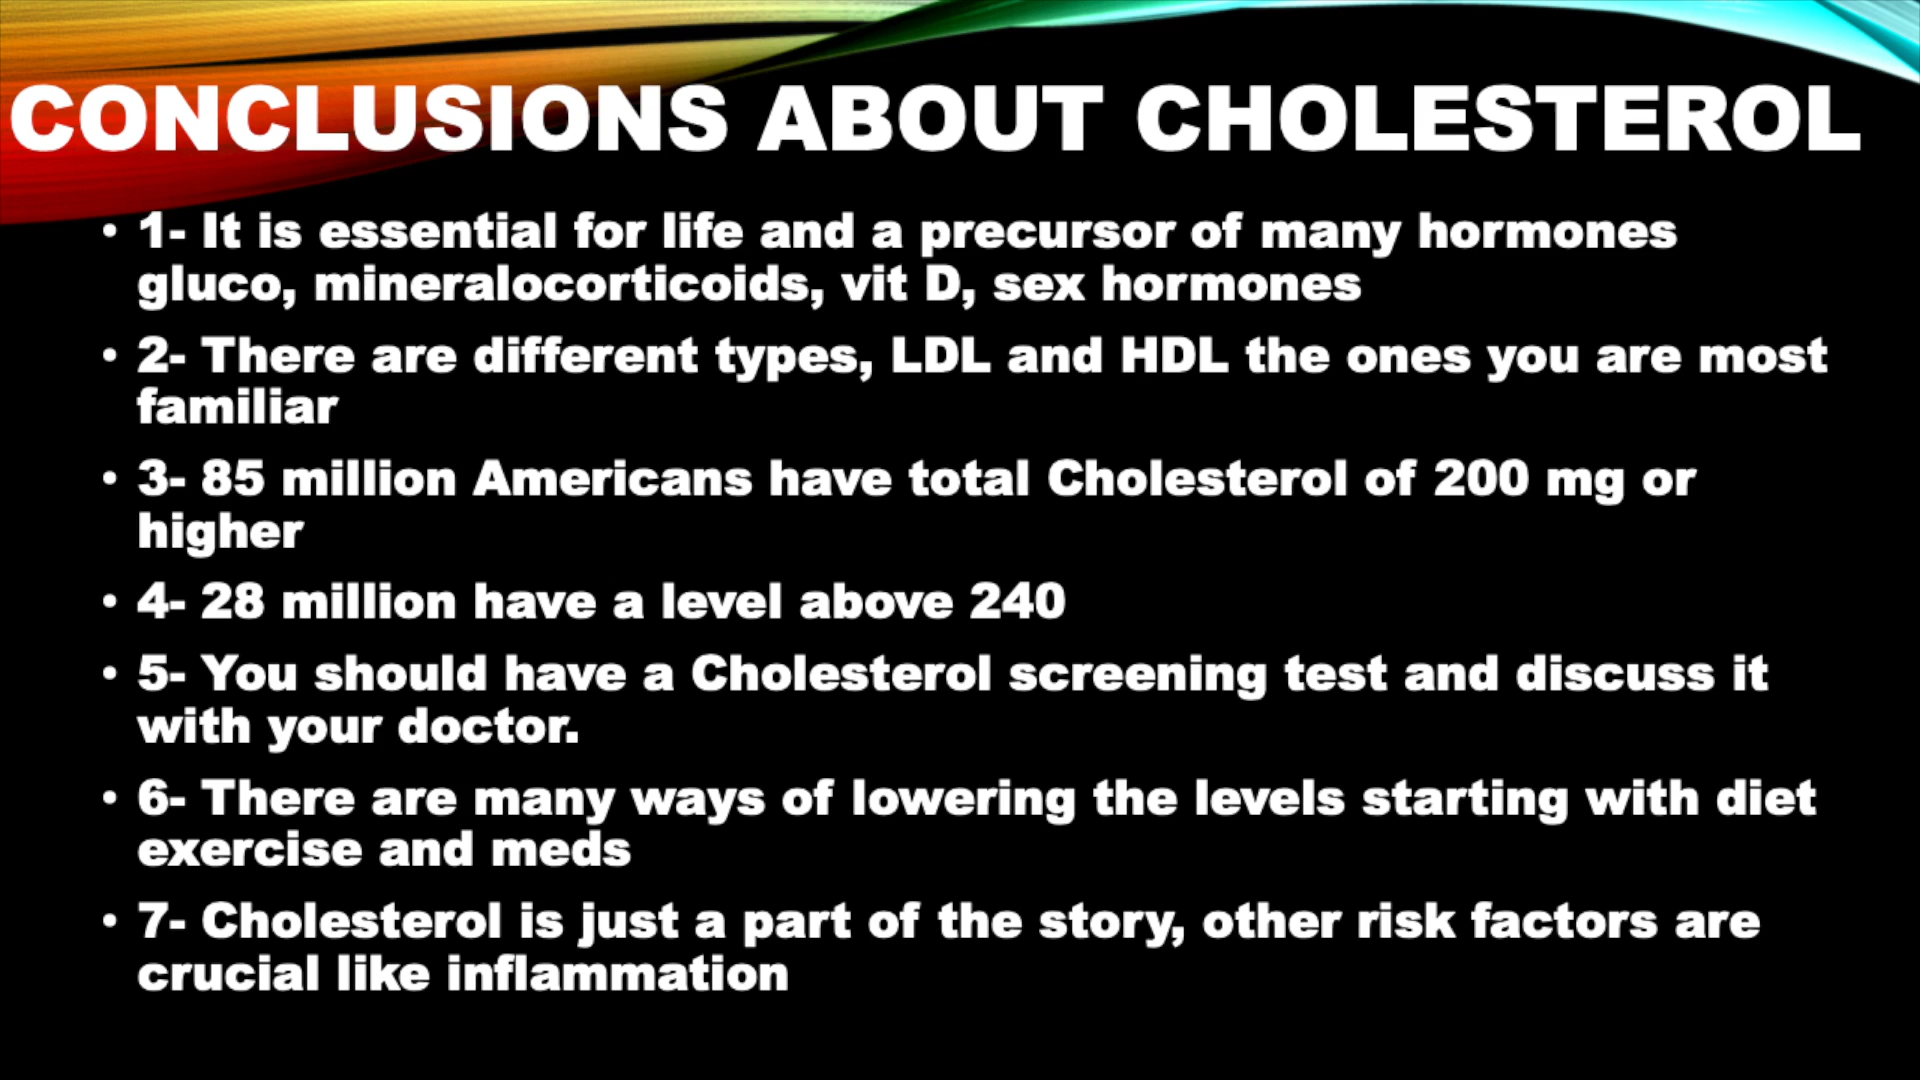 CONCLUSIONS ABOUT CHOLESTEROL
• 1- It is essential for life and a precursor of many hormones
gluco, mineralocorticoids, vit D, sex hormones
• 2- There are different types, LDL and HDL the ones you are most
familiar
• 3- 85 million Americans have total Cholesterol of 200 mg or
higher
• 4- 28 million have a level above 240
• 5- You should have a Cholesterol screening test and discuss it
with your doctor.
• 6- There are many ways of lowering the levels starting with diet
exercise and meds
• 7- Cholesterol is just a part of the story, other risk factors are
crucial like inflammation